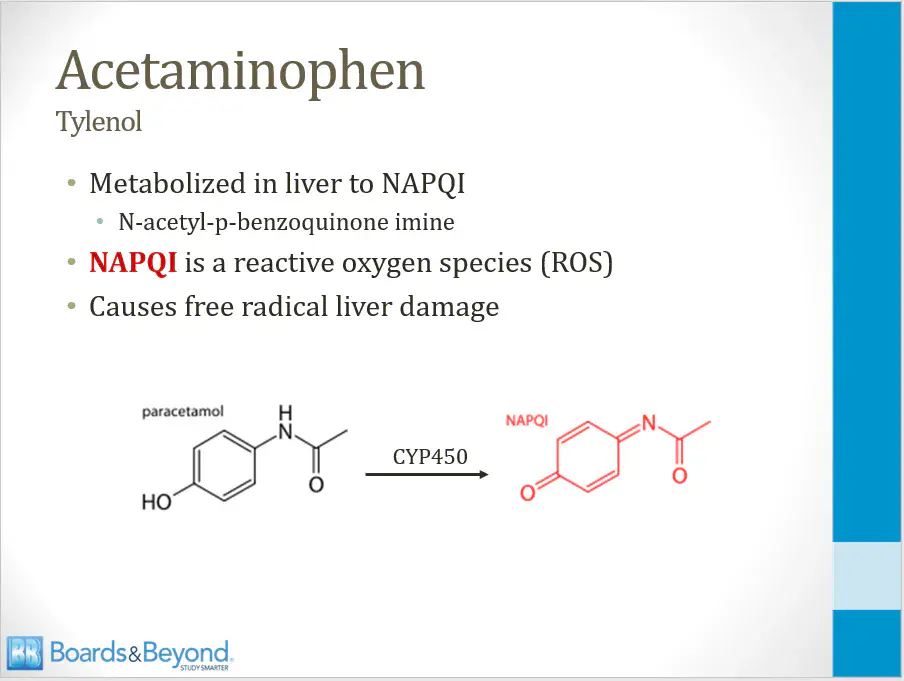 Acetaminophen
Tylenol
• Metabolized in liver to NAPQI
• N-acetyl-p-benzoquinone imine
• NAPQI is a reactive oxygen species (ROS)
• Causes free radical liver damage
paracetamol
H
N
O
HO
CYP450
NAPQI
N
O
O
BB Boards&Beyond
STUDY SMARTER